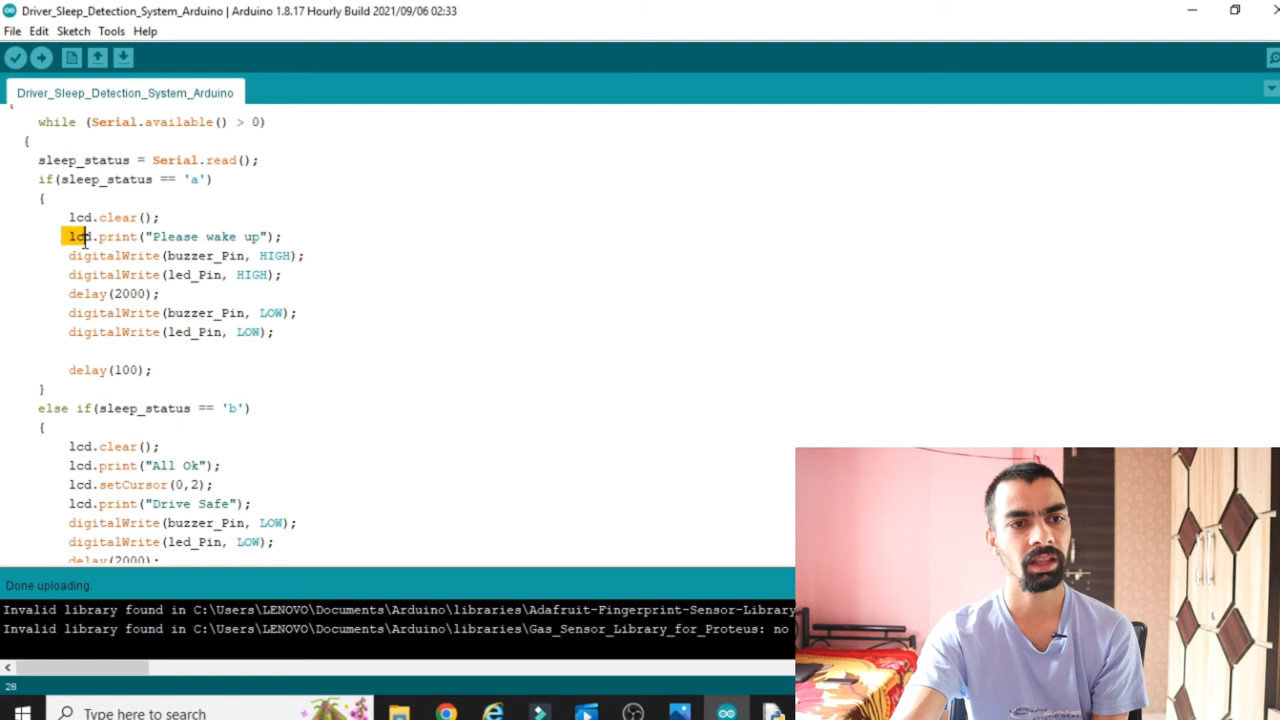 Driver_Sleep_Detection_System_Arduino | Arduino 1.8.17 Hourly Build 2021/09/06 02:33
File Edit Sketch Tools Help
Driver_Sleep_Detection_System_Arduino
while (Serial.available() > 0)
{
sleep_status = Serial.read();
if(sleep_status == 'a')
{
lcd.clear();
lcd.print("Please wake up");
digitalWrite(buzzer_Pin, HIGH);
digitalWrite(led_Pin, HIGH);
delay(2000);
digitalWrite(buzzer_Pin, LOW);
digitalWrite(led_Pin, LOW);
delay(100);
}
else if(sleep_status == 'b')
{
lcd.clear();
lcd.print("All Ok");
lcd.setCursor(0,2);
lcd.print("Drive Safe");
digitalWrite(buzzer_Pin, LOW);
digitalWrite(led_Pin, LOW);
delay(2000);
Done uploading.
Invalid library found in C:\Users\LENOVO\Documents\Arduino\libraries\Adafruit-Fingerprint-Sensor-Library
Invalid library found in C:\Users\LENOVO\Documents\Arduino\libraries\Gas_Sensor_Library_for_Proteus: no
28
Type here to search